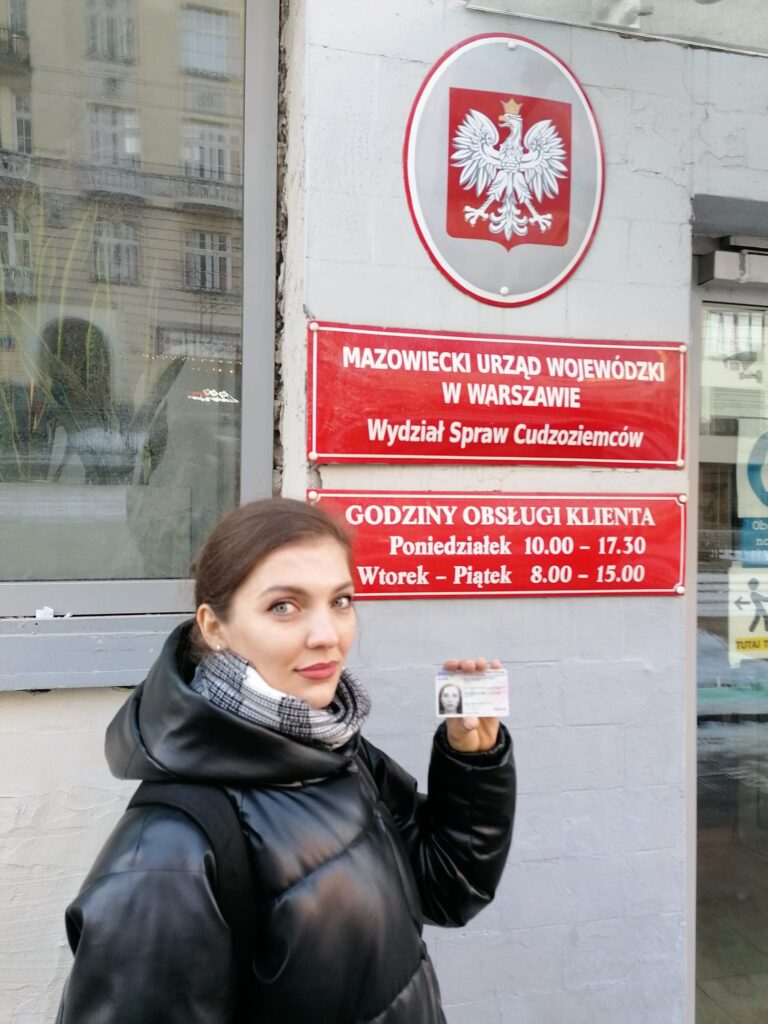 MAZOWIECKI URZĄD WOJEWÓDZKI
W WARSZAWIE
Wydział Spraw Cudzoziemców
GODZINY OBSŁUGI KLIENTA
Poniedziałek 10.00 – 17.30
Wtorek – Piątek 8.00 – 15.00
TUTAJ